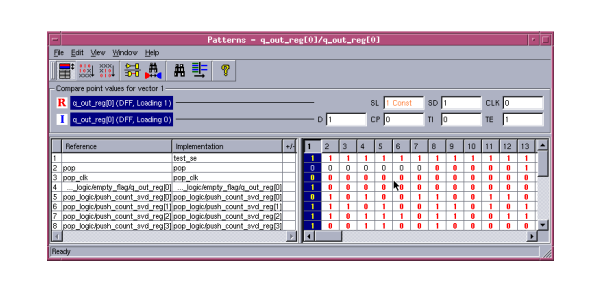 Patterns - q_out_reg[0]/q_out_reg[0]
File Edit View Window Help
Compare point values for vector 1
R q_out_reg[0] (DFF, Loading 1) SL 1 Const SD 1 CLK 0
I q_out_reg[0] (DFF, Loading 0) D 1 CP 0 TI 0 TE 1
Reference Implementation +/- 1 2 3 4 5 6 7 8 9 10 11 12 13
1 test_se 1 1 1 1 1 1 1 1 1 1 1 1 1
2 pop pop 0 0 0 0 0 0 0 0 0 0 0 0 1
3 pop_clk pop_clk 0 0 0 0 0 0 0 0 0 0 0 0 0
4 ..._logic/empty_flag/q_out_reg[0] ..._logic/empty_flag/q_out_reg[0] 1 0 0 0 0 0 0 0 0 0 0 0 0
5 pop_logic/push_count_svd_reg[0] pop_logic/push_count_svd_reg[0] 1 0 1 0 0 1 1 0 0 1 1 0
6 pop_logic/push_count_svd_reg[1] pop_logic/push_count_svd_reg[1] 1 1 1 0 1 0 0 1 1 0 1 0 1
7 pop_logic/push_count_svd_reg[2] pop_logic/push_count_svd_reg[2] 1 0 1 1 1 0 1 0 0 0 0 1
8 pop_logic/push_count_svd_reg[3] pop_logic/push_count_svd_reg[3] 1 0 0 1 1 0 1 1 0 1 0 0 1
Ready